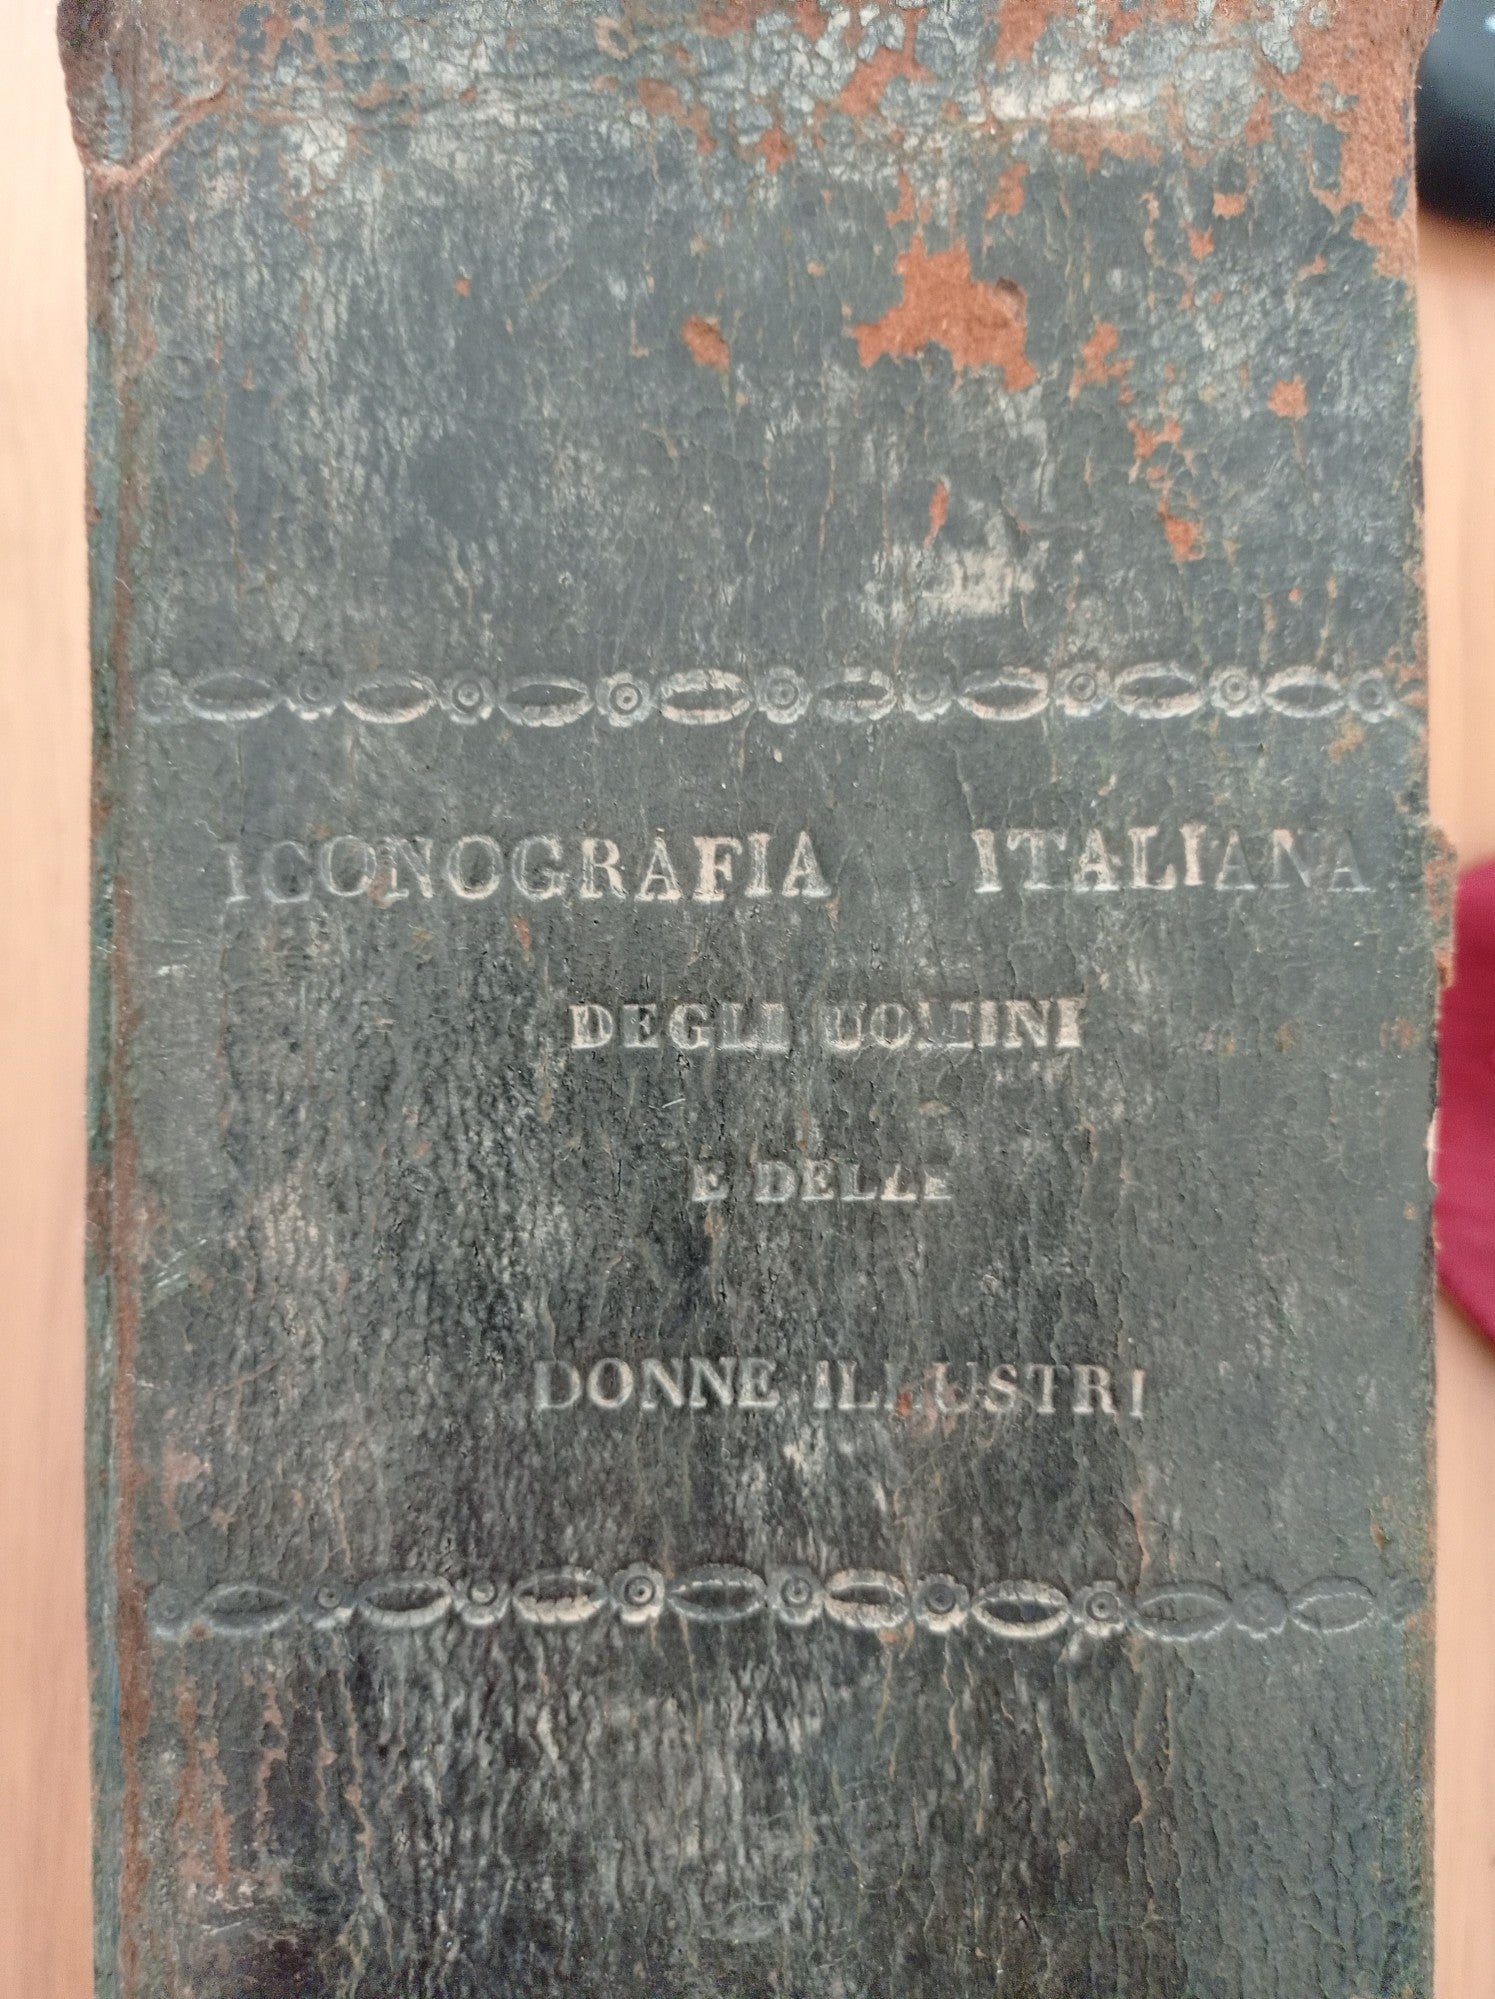 ICONOGRAFIA ITALIANA
DEGLI UOMINI
E DELLE
DONNE ILLUSTRI